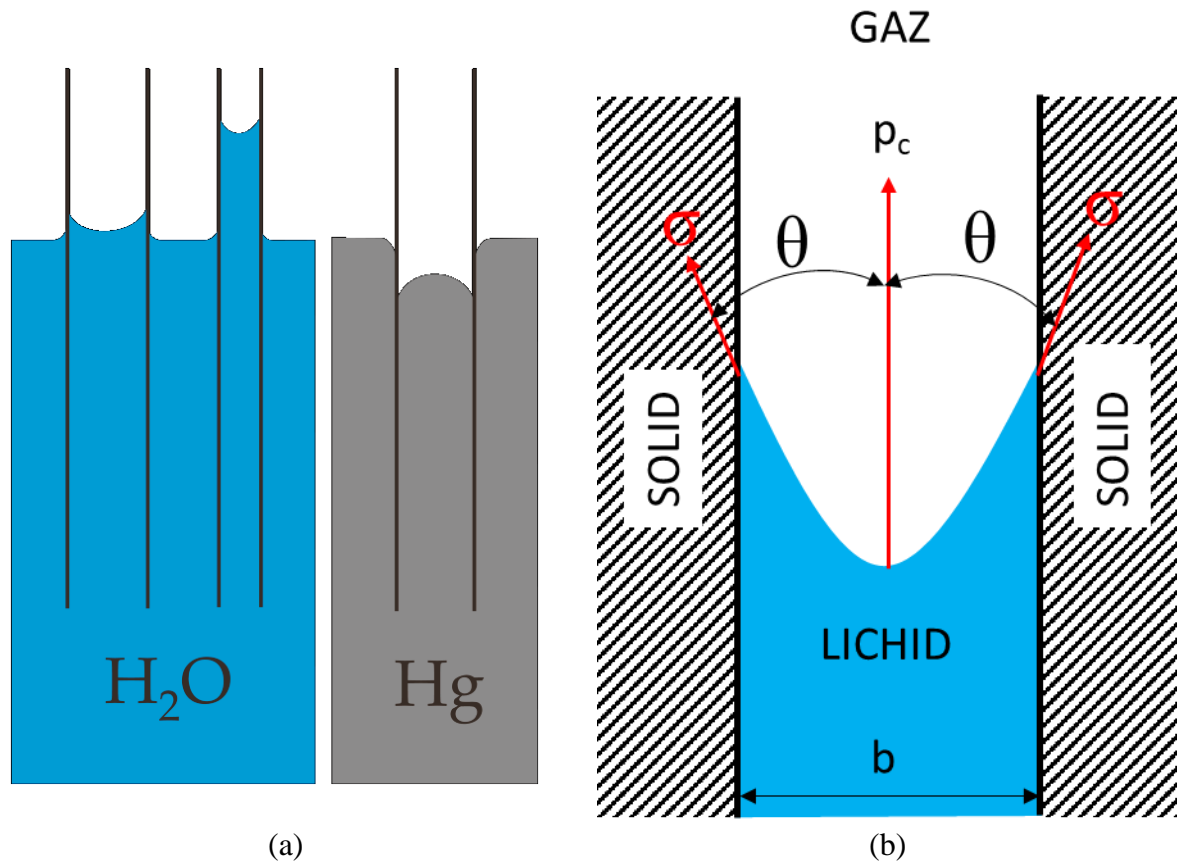 GAZ
p_c
σ
σ
θ
θ
SOLID
SOLID
LICHID
b
H₂O
Hg
(a)
(b)